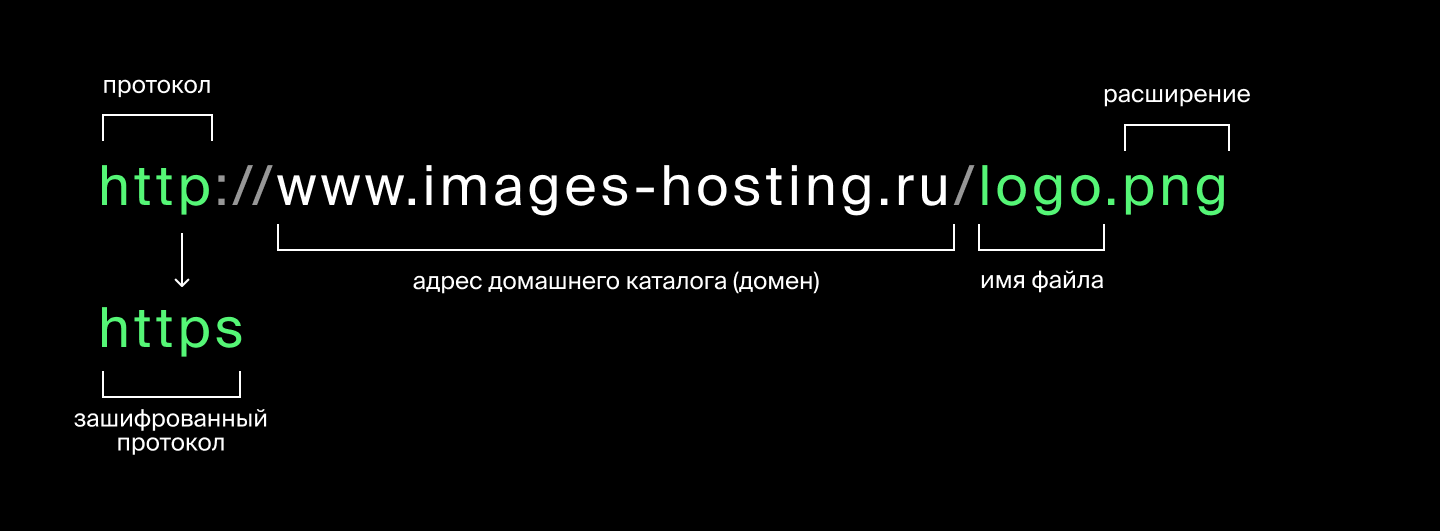 протокол
расширение
http://www.images-hosting.ru/logo.png
адрес домашнего каталога (домен)
имя файла
https
зашифрованный
протокол